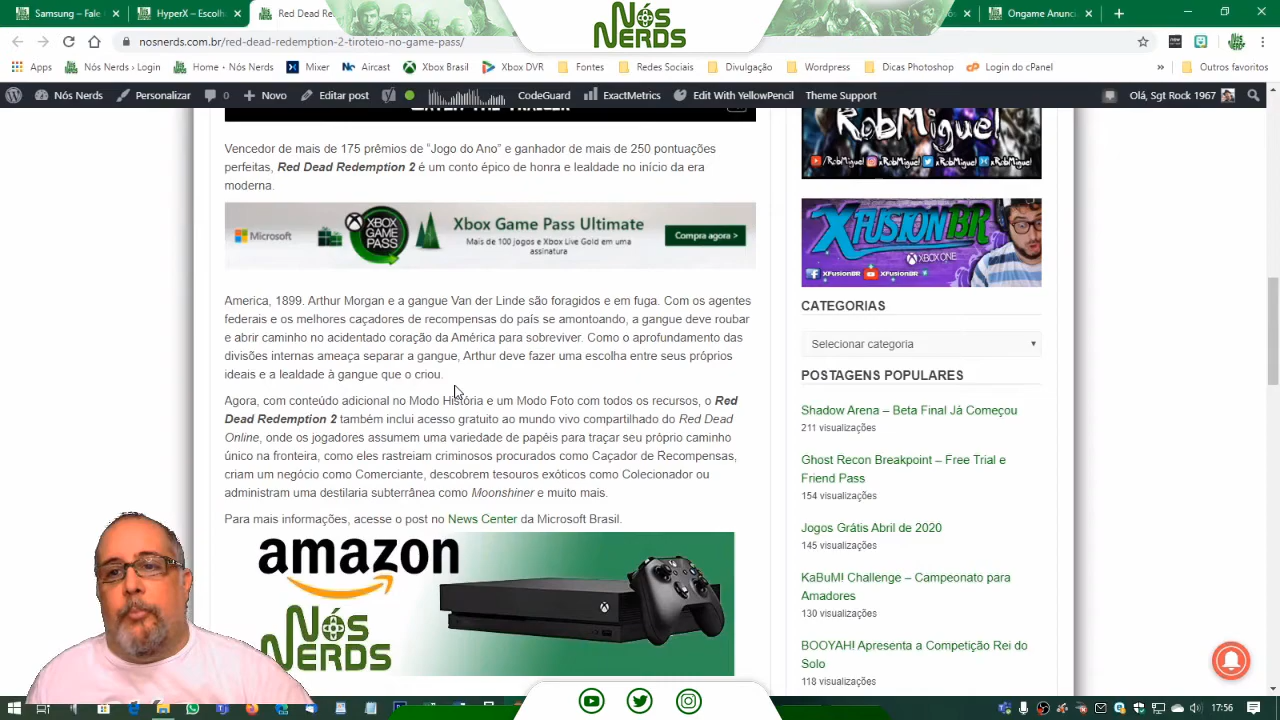 Xbox -
HyperX – Escolh
Red Dead Rede
Ongame Anunci
Nós
NERDS
nosnerds.com.br/red-dead-redemption-2-tiroteio-no-game-pass/
Apps
Nós Nerds › Login
Home › Nós Nerds
Mixer
Aircast
Xbox Brasil
Xbox DVR
Fontes
Redes Sociais
Divulgação
Wordpress
Dicas Photoshop
Login do cPanel
Outros favoritos
Nós Nerds
Personalizar
0
Novo
Editar post
CodeGuard
ExactMetrics
Edit With YellowPencil
Theme Support
Olá, Sgt Rock 1967
Vencedor de mais de 175 prêmios de “Jogo do Ano” e ganhador de mais de 250 pontuações
perfeitas, Red Dead Redemption 2 é um conto épico de honra e lealdade no início da era
moderna.
Microsoft
XBOX
GAME
PASS
Xbox Game Pass Ultimate
Mais de 100 jogos e Xbox Live Gold em uma
assinatura
Compra agora >
America, 1899. Arthur Morgan e a gangue Van der Linde são foragidos e em fuga. Com os agentes
federais e os melhores caçadores de recompensas do país se amontoando, a gangue deve roubar
e abrir caminho no acidentado coração da América para sobreviver. Como o aprofundamento das
divisões internas ameaça separar a gangue, Arthur deve fazer uma escolha entre seus próprios
ideais e a lealdade à gangue que o criou.
Agora, com conteúdo adicional no Modo História e um Modo Foto com todos os recursos, o Red
Dead Redemption 2 também inclui acesso gratuito ao mundo vivo compartilhado do Red Dead
Online, onde os jogadores assumem uma variedade de papéis para traçar seu próprio caminho
único na fronteira, como eles rastreiam criminosos procurados como Caçador de Recompensas,
criam um negócio como Comerciante, descobrem tesouros exóticos como Colecionador ou
administram uma destilaria subterrânea como Moonshiner e muito mais.
Para mais informações, acesse o post no News Center da Microsoft Brasil.
amazon
Nós
NERDS
RobMiguel
/RobMiguel
xRobMiguel
xRobMiguel
xRobMiguel
XFUSIONBR
XBOX ONE
XFusionBR
XFusionBR
CATEGORIAS
Selecionar categoria
POSTAGENS POPULARES
Shadow Arena – Beta Final Já Começou
211 visualizações
Ghost Recon Breakpoint – Free Trial e
Friend Pass
154 visualizações
Jogos Grátis Abril de 2020
145 visualizações
KaBuM! Challenge – Campeonato para
Amadores
130 visualizações
BOOYAH! Apresenta a Competição Rei do
Solo
118 visualizações
17:56